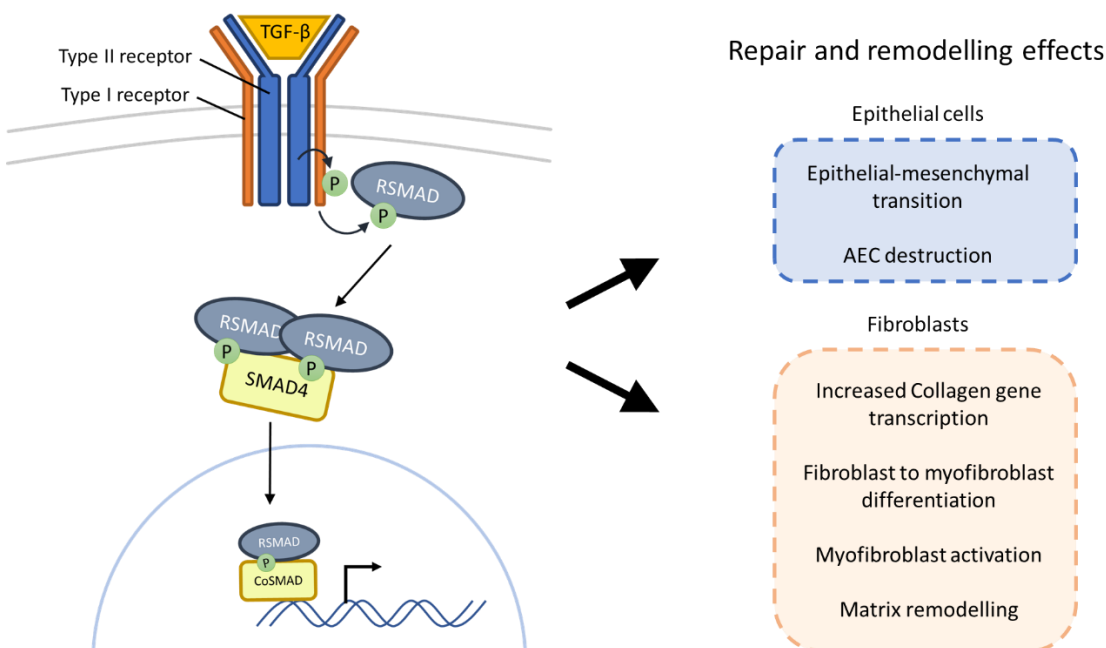 TGF-β
Type II receptor
Type I receptor
P
RSMAD
P
RSMAD
RSMAD
P
P
SMAD4
RSMAD
P
CoSMAD
Repair and remodelling effects
Epithelial cells
Epithelial-mesenchymal
transition
AEC destruction
Fibroblasts
Increased Collagen gene
transcription
Fibroblast to myofibroblast
differentiation
Myofibroblast activation
Matrix remodelling